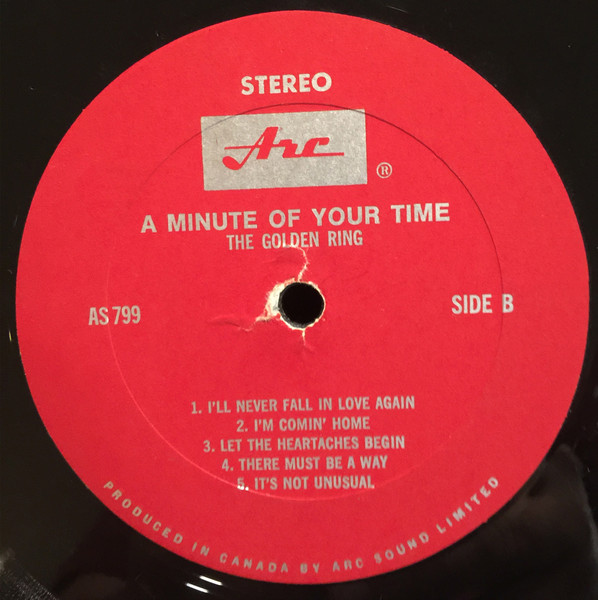 STEREO
Arc
®
A MINUTE OF YOUR TIME
THE GOLDEN RING
AS 799
SIDE B
1. I'LL NEVER FALL IN LOVE AGAIN
2. I'M COMIN' HOME
3. LET THE HEARTACHES BEGIN
4. THERE MUST BE A WAY
5. IT'S NOT UNUSUAL
PRODUCED IN CANADA BY ARC SOUND LIMITED